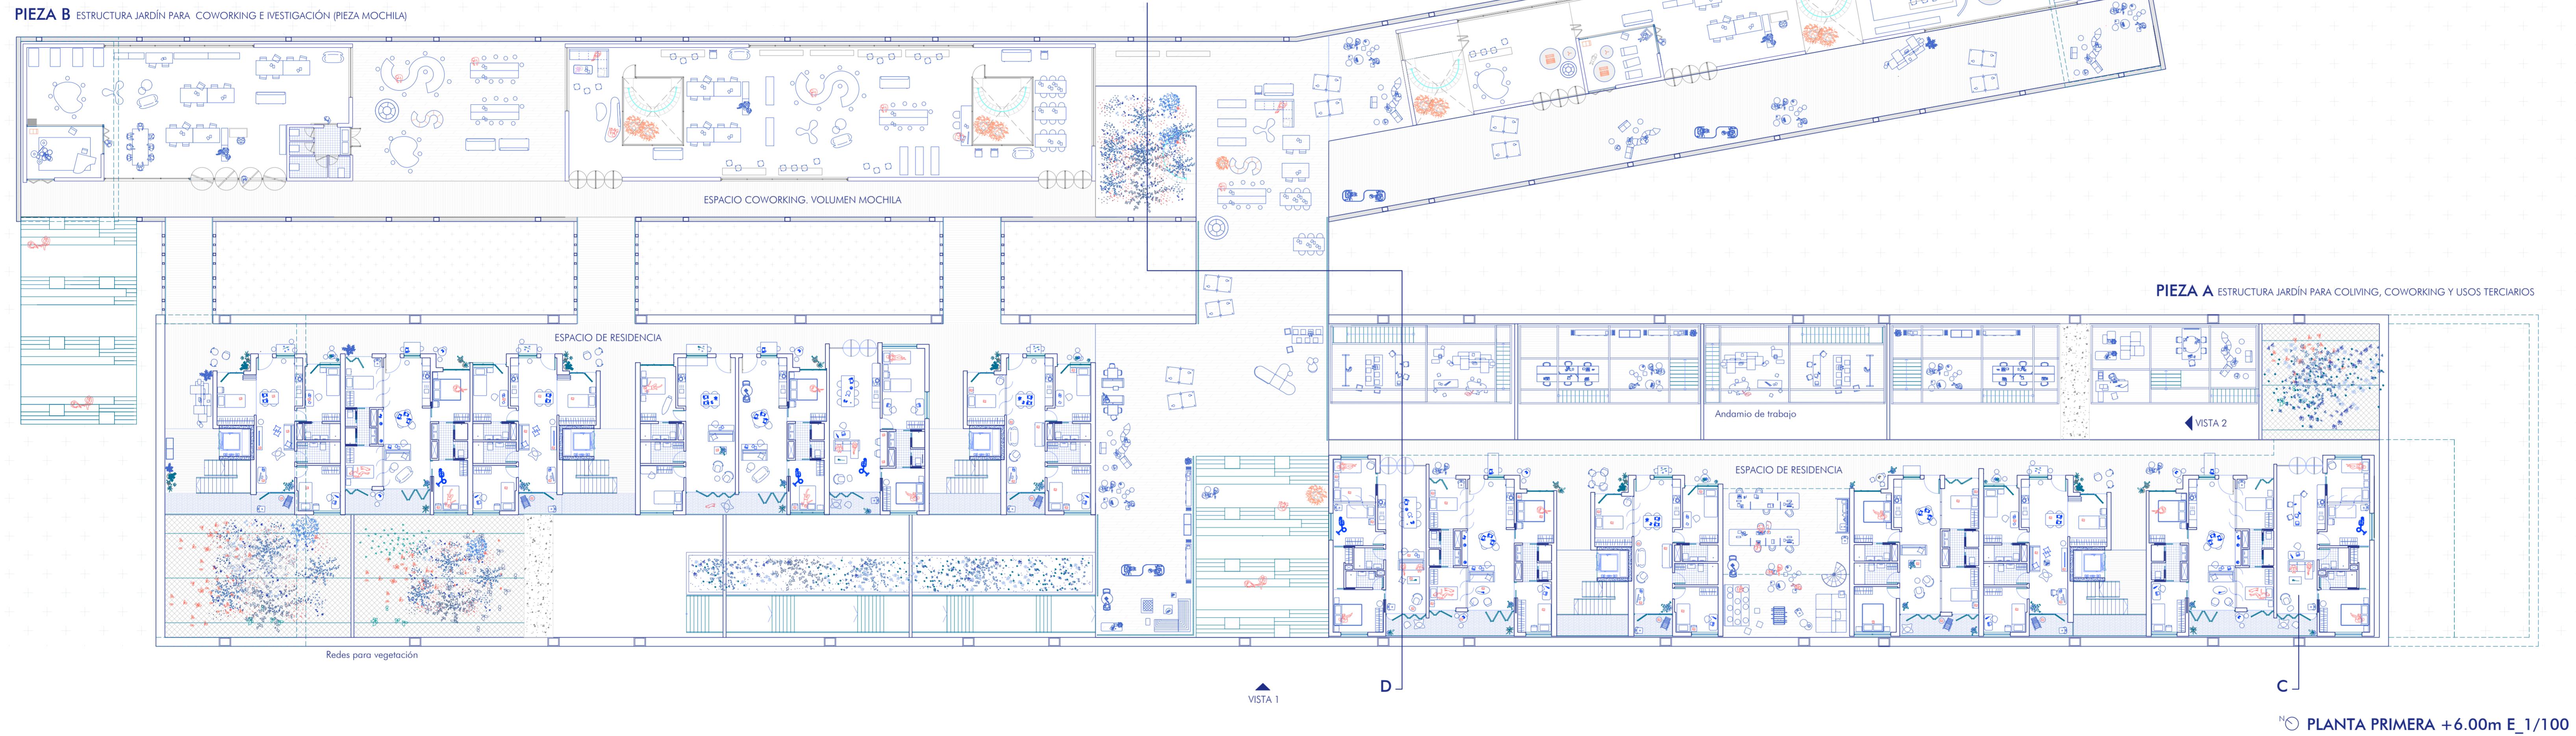 PIEZA B ESTRUCTURA JARDÍN PARA COWORKING E IVESTIGACIÓN (PIEZA MOCHILA)
ESPACIO COWORKING. VOLUMEN MOCHILA
PIEZA A ESTRUCTURA JARDÍN PARA COLIVING, COWORKING Y USOS TERCIARIOS
ESPACIO DE RESIDENCIA
Andamio de trabajo
VISTA 2
ESPACIO DE RESIDENCIA
Redes para vegetación
VISTA 1
D
C
N PLANTA PRIMERA +6.00m E_1/100